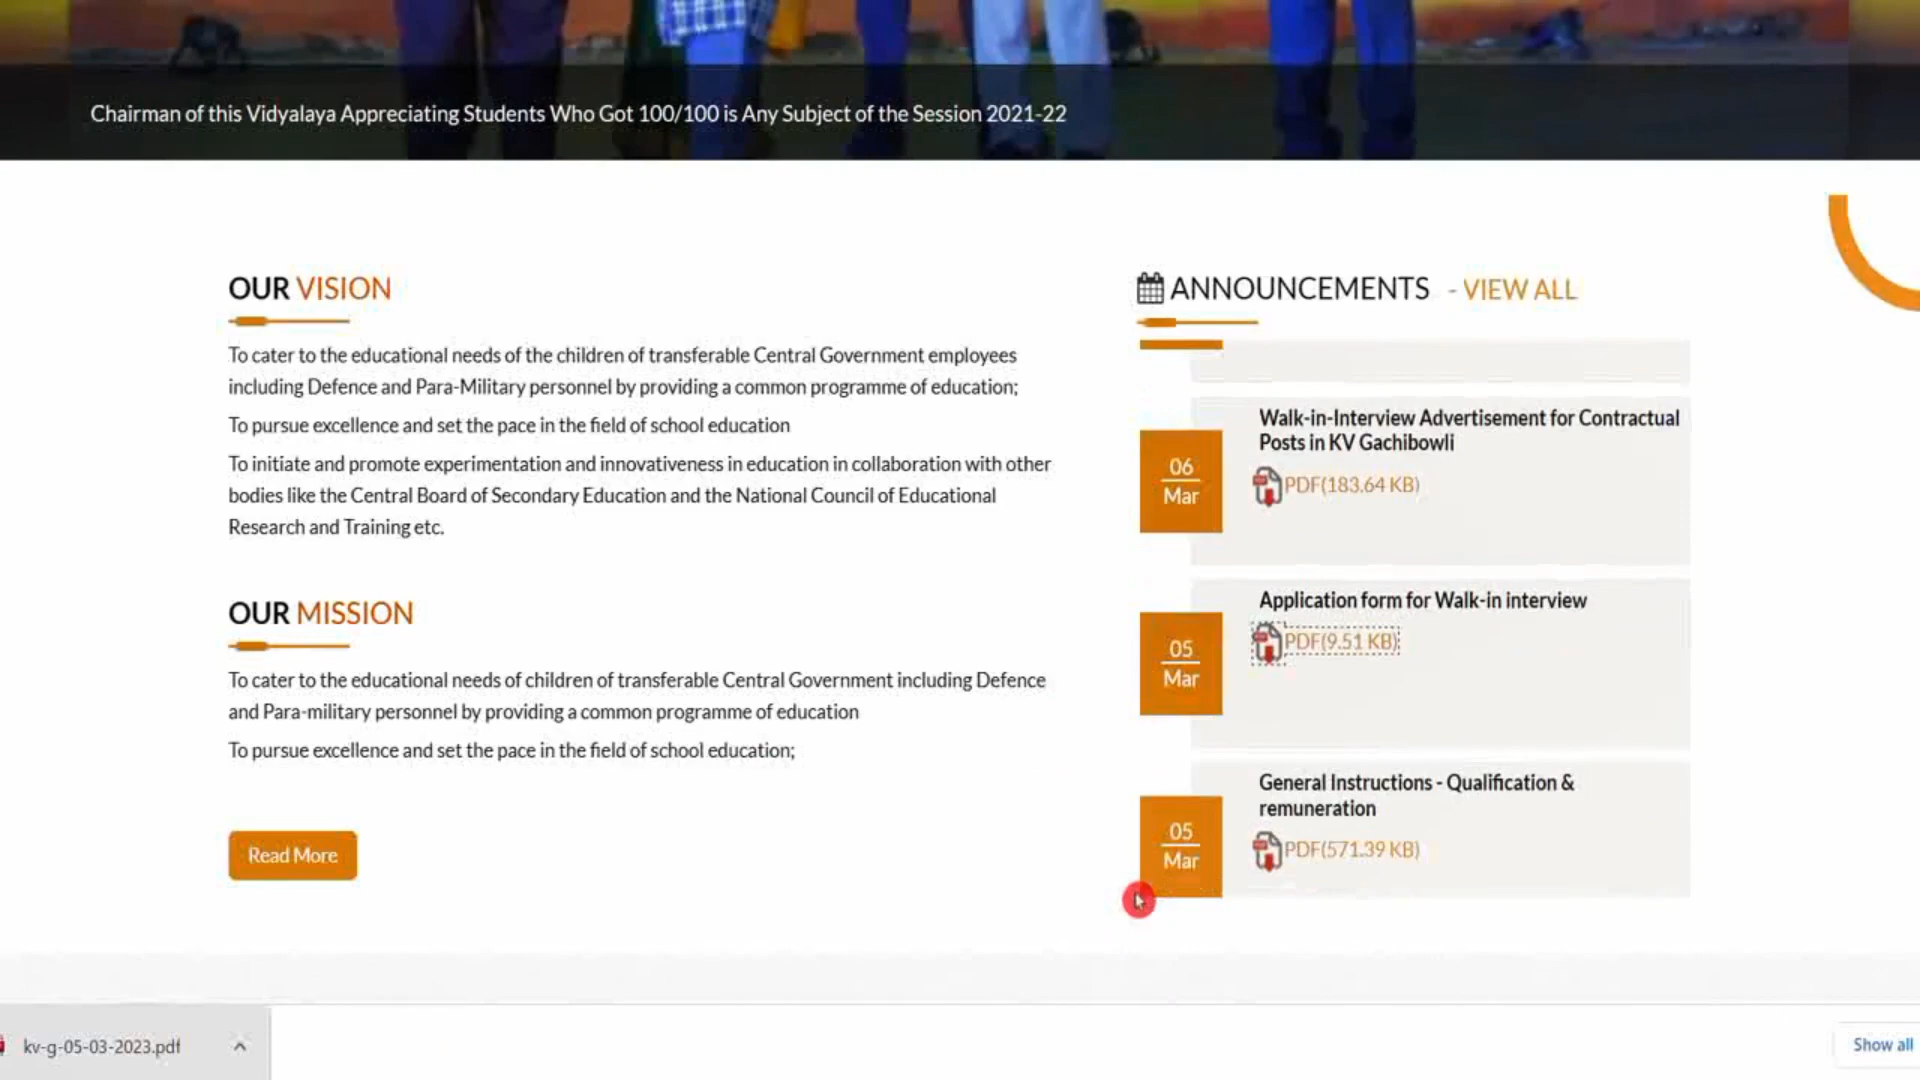 Chairman of this Vidyalaya Appreciating Students Who Got 100/100 is Any Subject of the Session 2021-22
OUR VISION
To cater to the educational needs of the children of transferable Central Government employees
including Defence and Para-Military personnel by providing a common programme of education;
To pursue excellence and set the pace in the field of school education
To initiate and promote experimentation and innovativeness in education in collaboration with other
bodies like the Central Board of Secondary Education and the National Council of Educational
Research and Training etc.
OUR MISSION
To cater to the educational needs of children of transferable Central Government including Defence
and Para-military personnel by providing a common programme of education
To pursue excellence and set the pace in the field of school education;
Read More
ANNOUNCEMENTS - VIEW ALL
06
Mar
Walk-in-Interview Advertisement for Contractual
Posts in KV Gachibowli
PDF(183.64 KB)
05
Mar
Application form for Walk-in interview
PDF(9.51 KB)
05
Mar
General Instructions - Qualification &
remuneration
PDF(571.39 KB)
kv-g-05-03-2023.pdf
Show all